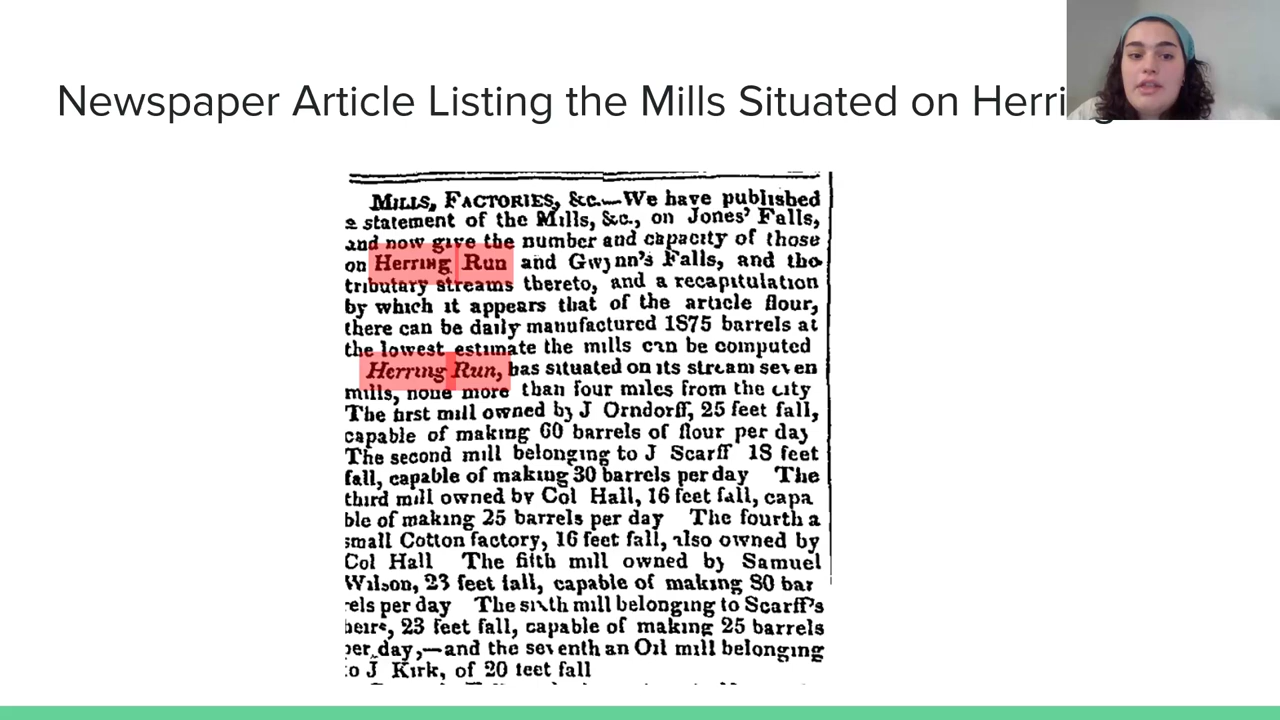 Newspaper Article Listing the Mills Situated on Herring
MILLS, FACTORIES, &c.—We have published
a statement of the Mills, &c., on Jones' Falls,
and now give the number and capacity of those
on Herring Run and Gwynn's Falls, and the
tributary streams thereto, and a recapitulation
by which it appears that of the article flour,
there can be daily manufactured 1875 barrels at
the lowest estimate the mills can be computed
Herring Run, has situated on its stream seven
mills, none more than four miles from the city
The first mill owned by J Orndorff, 25 feet fall,
capable of making 60 barrels of flour per day
The second mill belonging to J Scarff 18 feet
fall, capable of making 30 barrels per day The
third mill owned by Col Hall, 16 feet fall, capa
ble of making 25 barrels per day The fourth a
small Cotton factory, 16 feet fall, also owned by
Col Hall The fifth mill owned by Samuel
Wilson, 23 feet fall, capable of making 80 bar
rels per day The sixth mill belonging to Scarff's
heirs, 23 feet fall, capable of making 25 barrels
per day,—and the seventh an Oil mill belonging
to J Kirk, of 20 feet fall